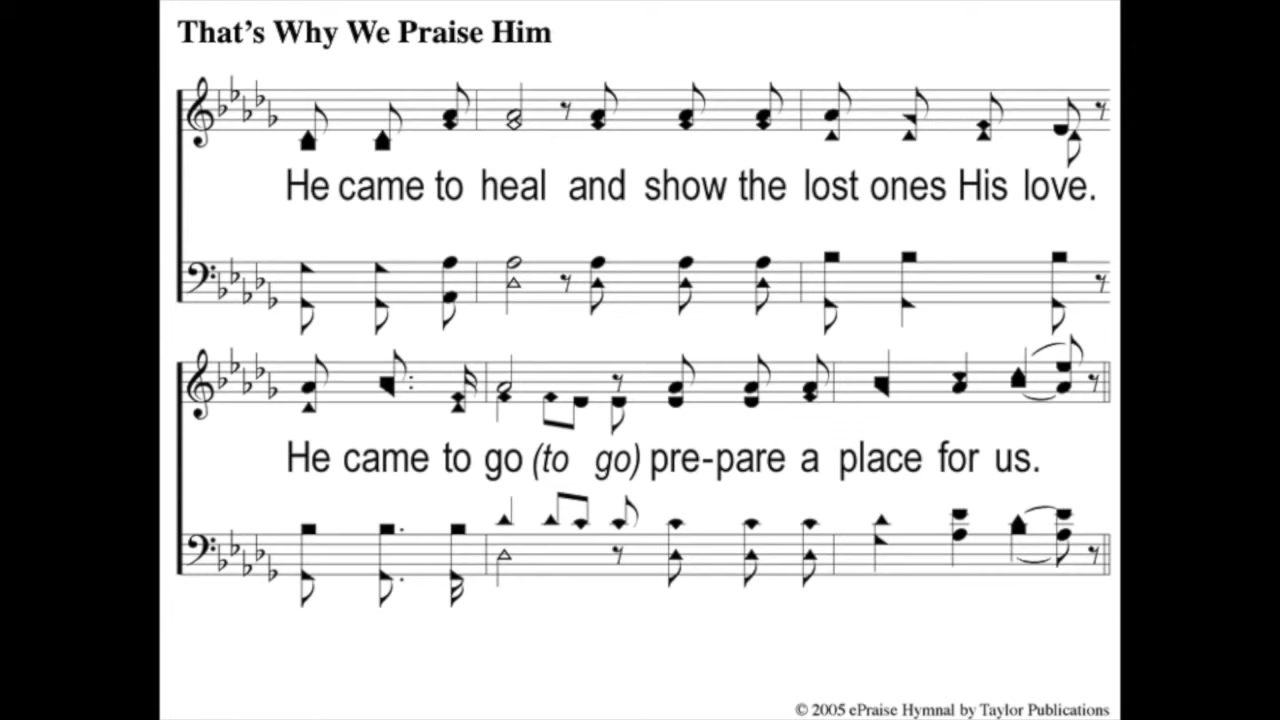 That's Why We Praise Him
He came to heal and show the lost ones His love.
He came to go (to go) pre-pare a place for us.
© 2005 ePraise Hymnal by Taylor Publications